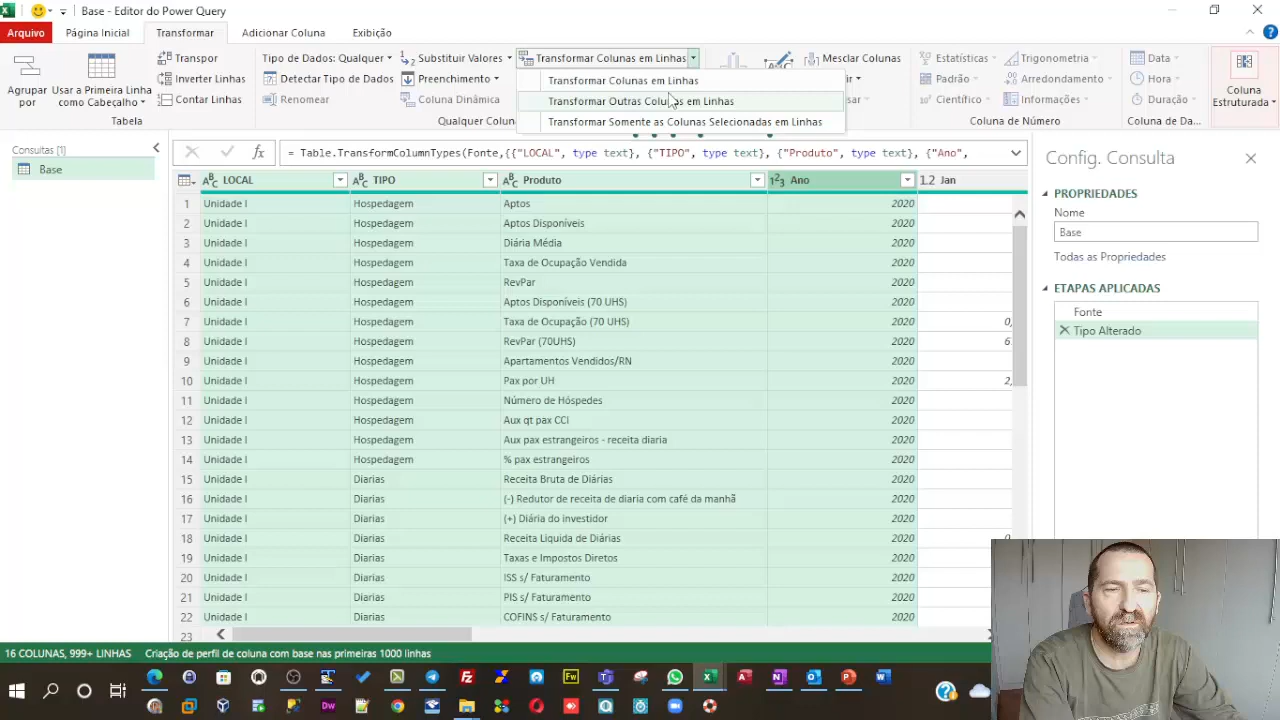 Base - Editor do Power Query
Arquivo
Página Inicial
Transformar
Adicionar Coluna
Exibição
Agrupar
por
Usar a Primeira Linha
como Cabeçalho
Transpor
Inverter Linhas
Contar Linhas
Tabela
Tipo de Dados: Qualquer
Detectar Tipo de Dados
Renomear
Substituir Valores
Preenchimento
Coluna Dinâmica
Qualquer Colun
Transformar Colunas em Linhas
Transformar Colunas em Linhas
Transformar Outras Colunas em Linhas
Transformar Somente as Colunas Selecionadas em Linhas
Mesclar Colunas
Estatísticas
Padrão
Científico
Trigonometria
Arredondamento
Informações
Coluna de Número
Data
Hora
Duração
Coluna de Da...
Coluna
Estruturada
Consultas [1]
Base
fx
= Table.TransformColumnTypes(Fonte,{{"LOCAL", type text}, {"TIPO", type text}, {"Produto", type text}, {"Ano",
LOCAL TIPO Produto Ano 1.2 Jan
1 Unidade I Hospedagem Aptos 2020
2 Unidade I Hospedagem Aptos Disponíveis 2020
3 Unidade I Hospedagem Diária Média 2020
4 Unidade I Hospedagem Taxa de Ocupação Vendida 2020
5 Unidade I Hospedagem RevPar 2020
6 Unidade I Hospedagem Aptos Disponíveis (70 UHS) 2020
7 Unidade I Hospedagem Taxa de Ocupação (70 UHS) 2020 0,
8 Unidade I Hospedagem RevPar (70UHS) 2020 6
9 Unidade I Hospedagem Apartamentos Vendidos/RN 2020
10 Unidade I Hospedagem Pax por UH 2020 2,
11 Unidade I Hospedagem Número de Hóspedes 2020
12 Unidade I Hospedagem Aux qt pax CCI 2020
13 Unidade I Hospedagem Aux pax estrangeiros - receita diaria 2020
14 Unidade I Hospedagem % pax estrangeiros 2020
15 Unidade I Diarias Receita Bruta de Diárias 2020
16 Unidade I Diarias (-) Redutor de receita de diaria com café da manhã 2020
17 Unidade I Diarias (+) Diária do investidor 2020
18 Unidade I Diarias Receita Liquida de Diárias 2020
19 Unidade I Diarias Taxas e Impostos Diretos 2020
20 Unidade I Diarias ISS s/ Faturamento 2020
21 Unidade I Diarias PIS s/ Faturamento 2020
22 Unidade I Diarias COFINS s/ Faturamento 2020
23
Config. Consulta
PROPRIEDADES
Nome
Base
Todas as Propriedades
ETAPAS APLICADAS
Fonte
Tipo Alterado
16 COLUNAS, 999+ LINHAS
Criação de perfil de coluna com base nas primeiras 1000 linhas